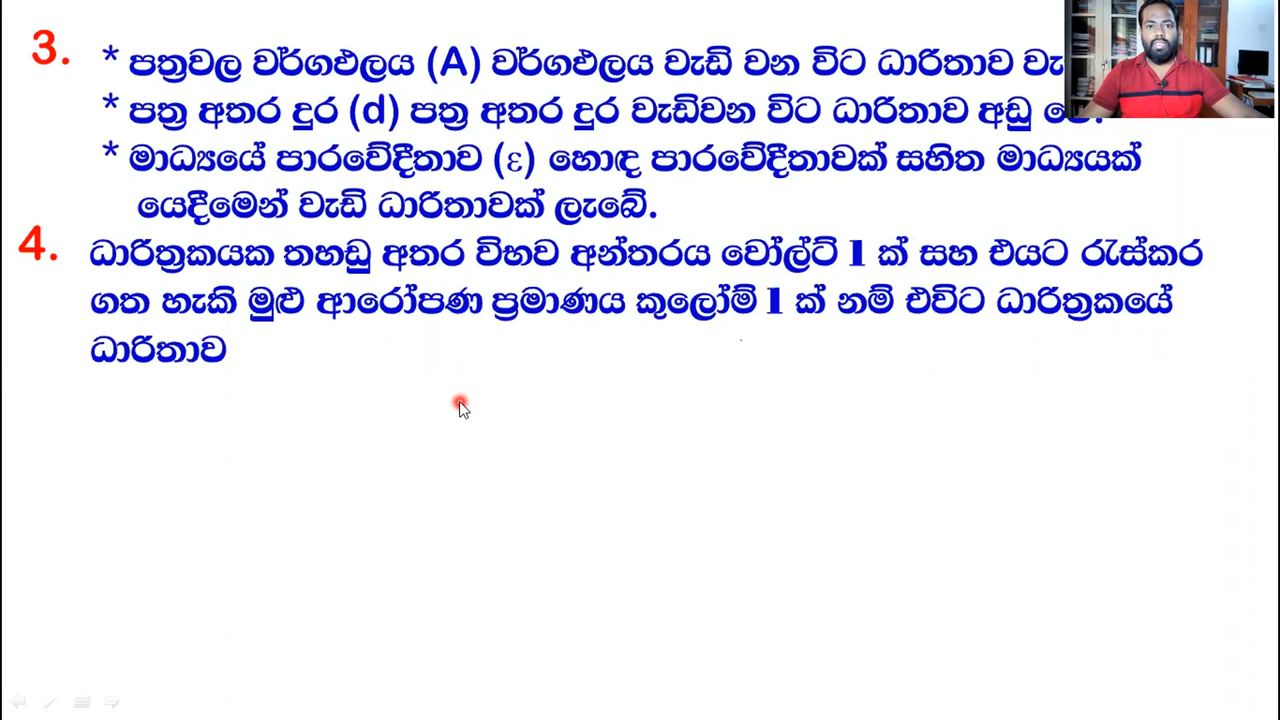 3. * පත්‍රවල වර්ගඵලය (A) වර්ගඵලය වැඩි වන විට ධාරිතාව
* පත්‍ර අතර දුර (d) පත්‍ර අතර දුර වැඩිවන විට ධාරිතාව අඩු
* මාධ්‍යයේ පාරවේදීතාව (ε) හොඳ පාරවේදීතාවක් සහිත මාධ්‍යයක්
යෙදීමෙන් වැඩි ධාරිතාවක් ලැබේ.
4. ධාරිත්‍රකයක තහඩු අතර විභව අන්තරය වෝල්ට් 1 ක් සහ එයට රැස්කර
ගත හැකි මුළු ආරෝපණ ප්‍රමාණය කුලෝම් 1 ක් නම් එවිට ධාරිත්‍රකයේ
ධාරිතාව